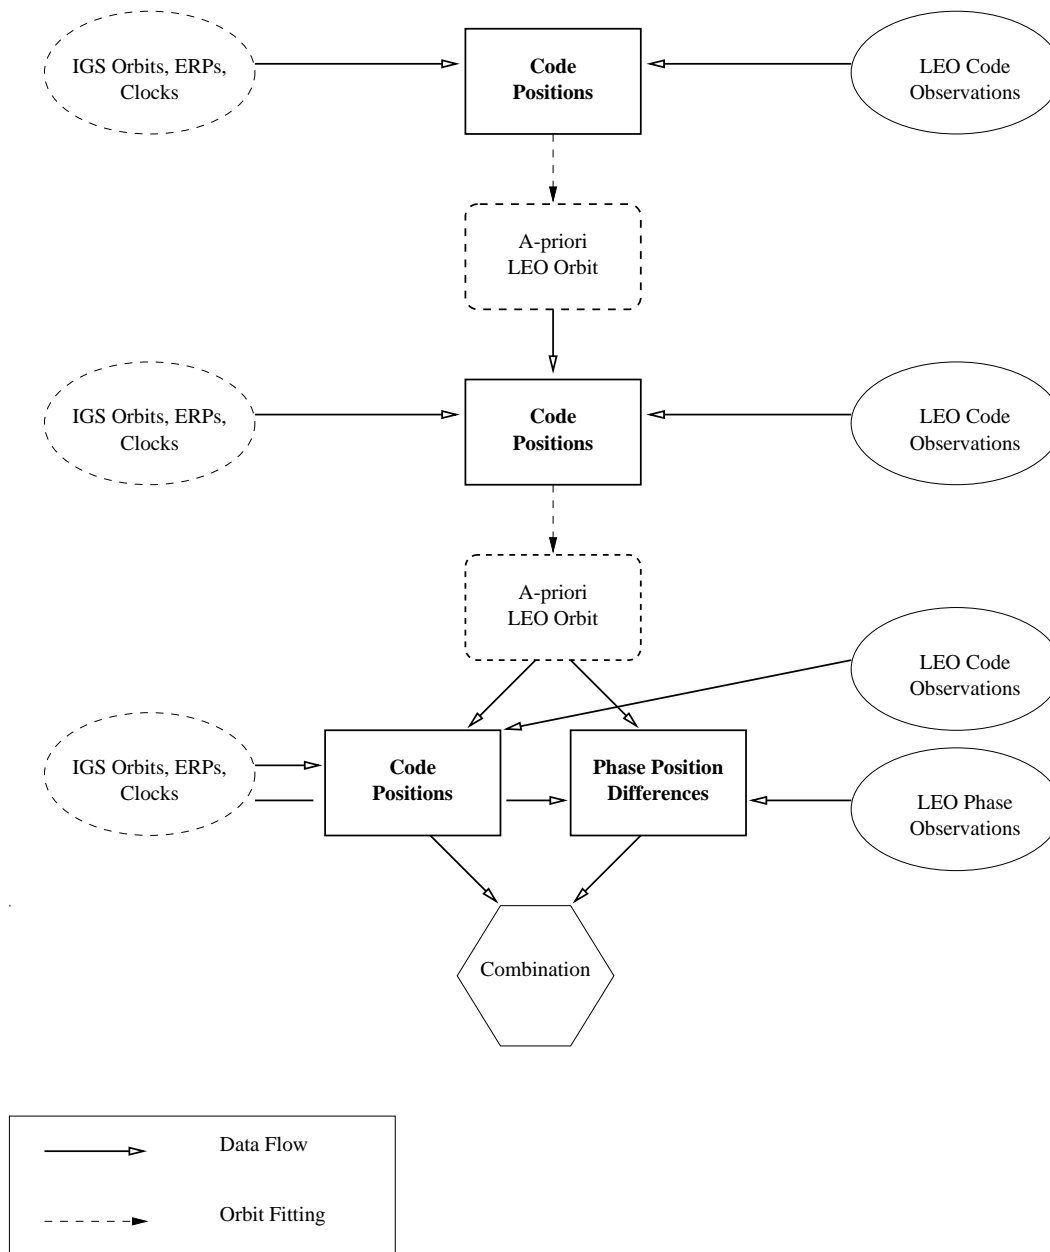 IGS Orbits, ERPs,
Clocks
Code
Positions
LEO Code
Observations
A-priori
LEO Orbit
IGS Orbits, ERPs,
Clocks
Code
Positions
LEO Code
Observations
A-priori
LEO Orbit
LEO Code
Observations
IGS Orbits, ERPs,
Clocks
Code
Positions
Phase Position
Differences
LEO Phase
Observations
Combination
Data Flow
Orbit Fitting